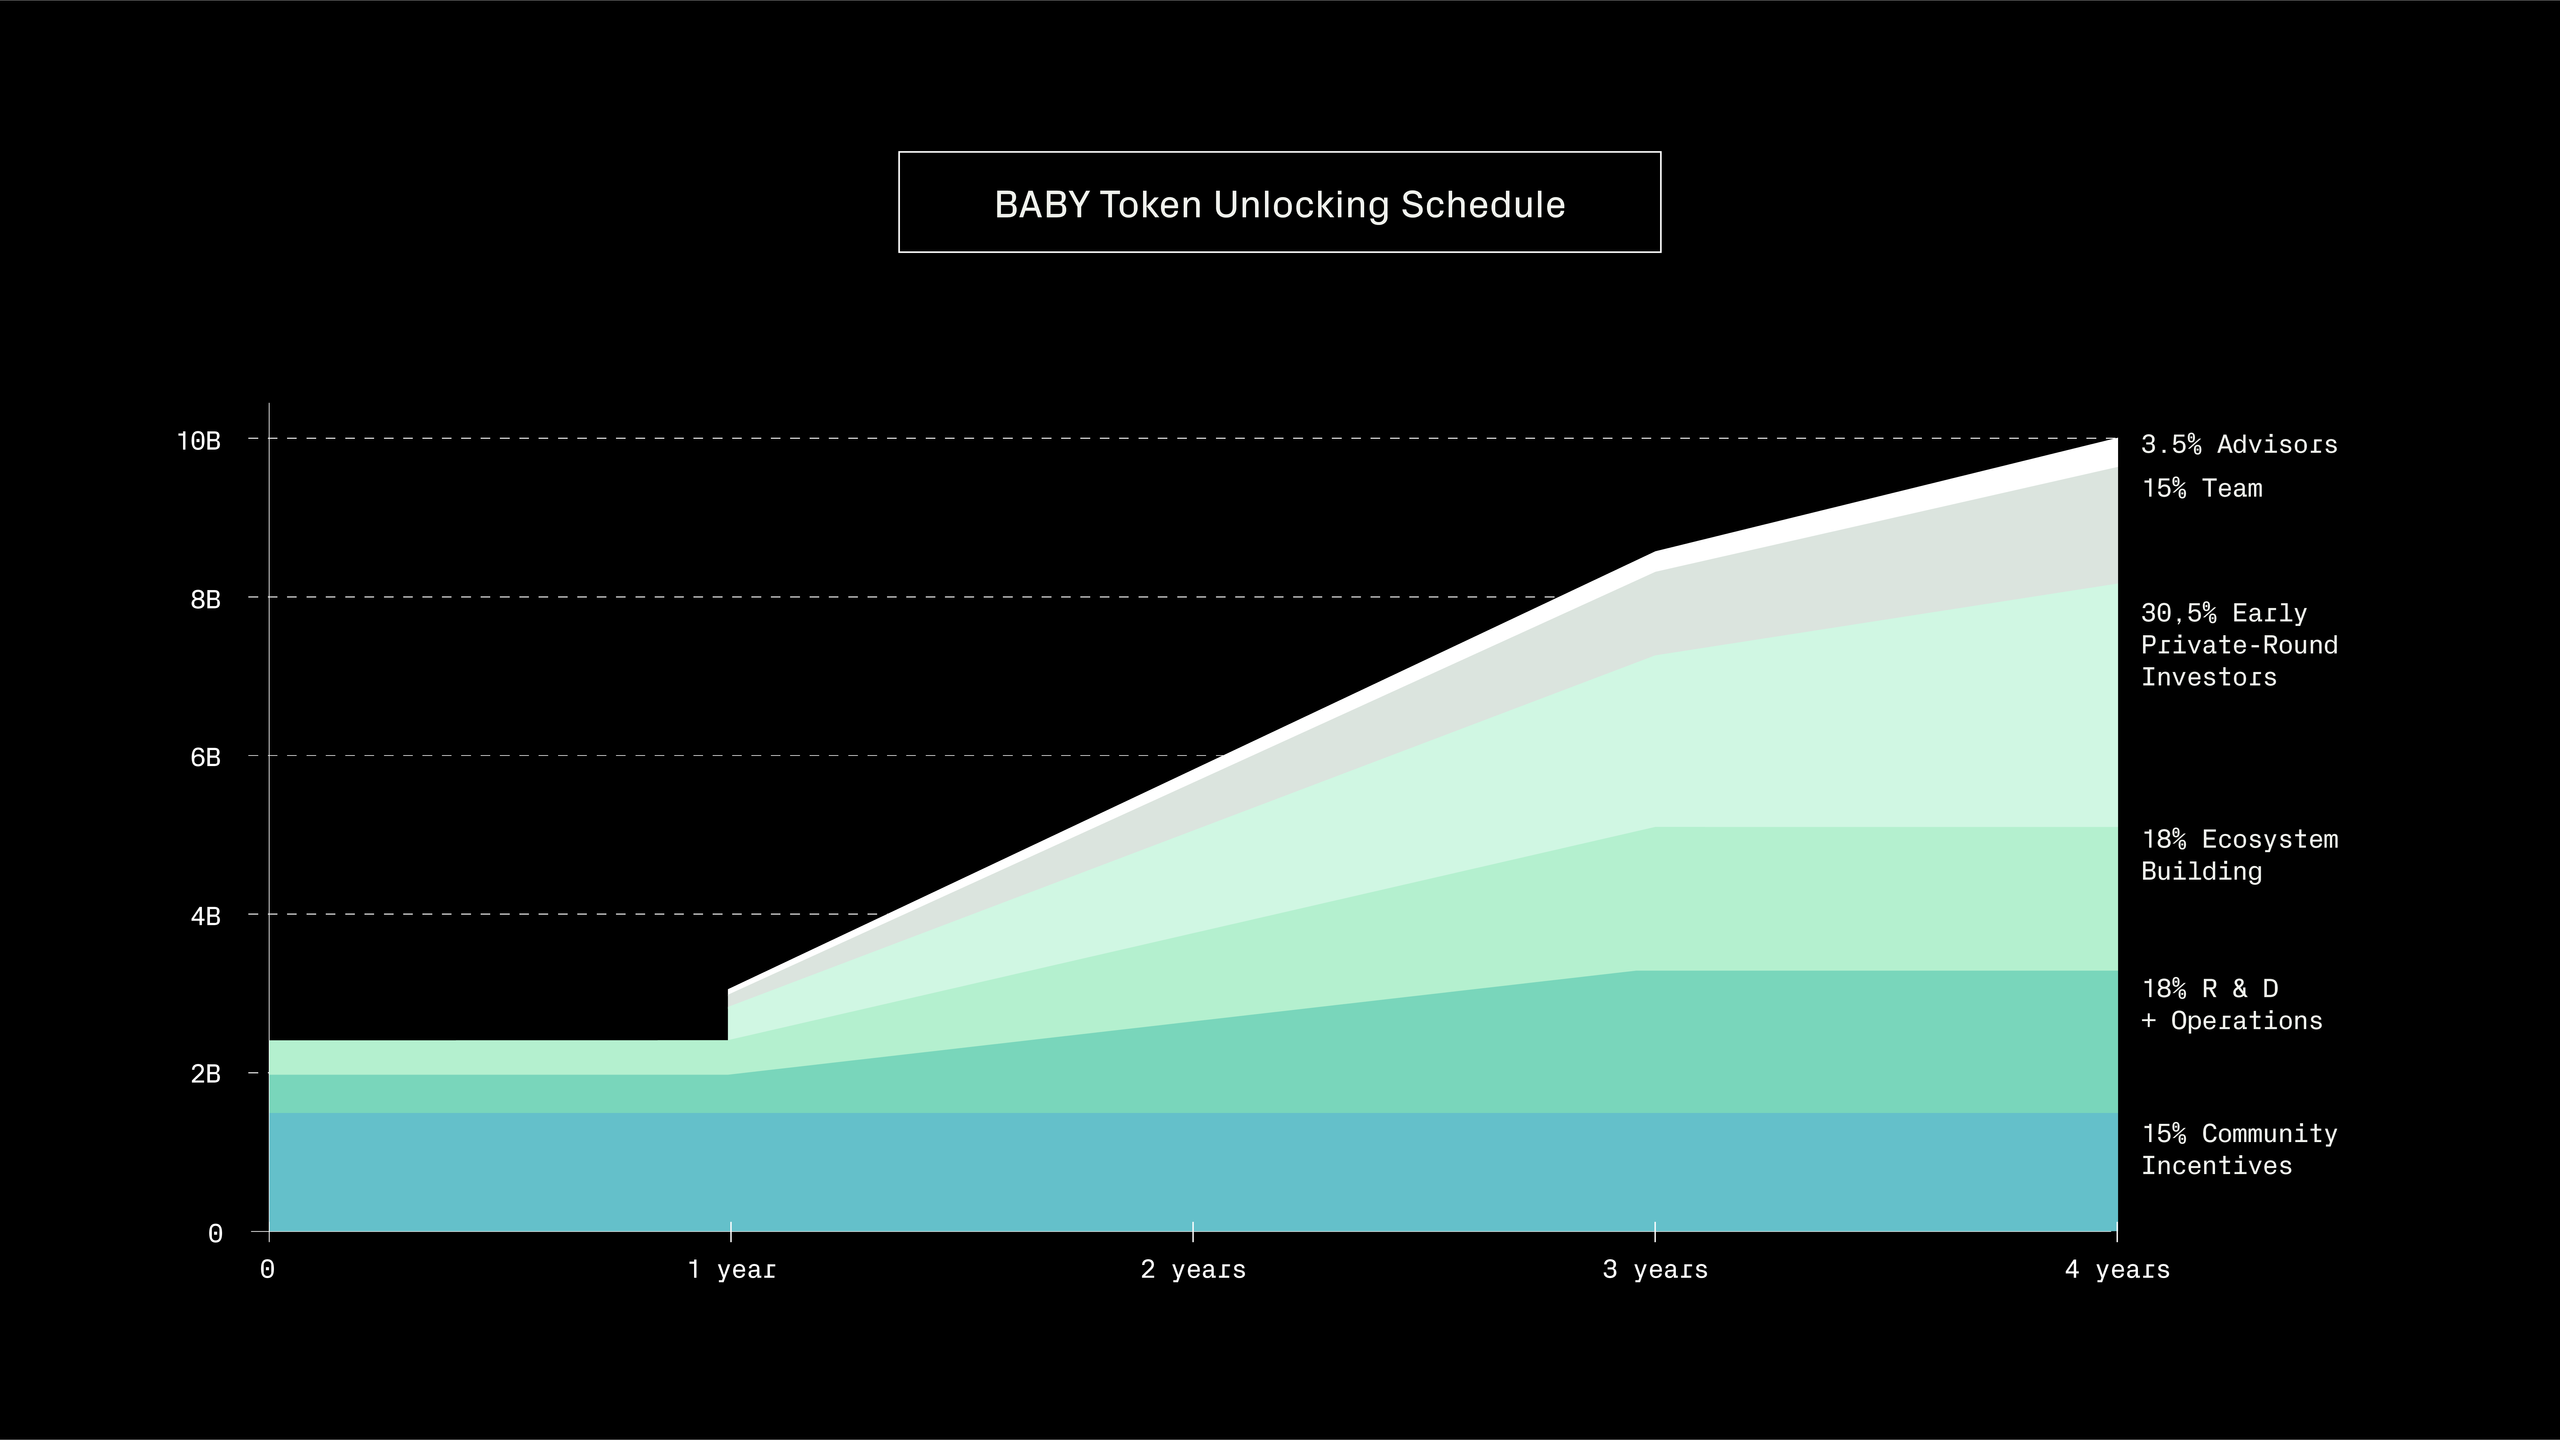 BABY Token Unlocking Schedule
10B
8B
6B
4B
2B
0
0
1 year
2 years
3 years
4 years
3.5% Advisors
15% Team
30,5% Early
Private-Round
Investors
18% Ecosystem
Building
18% R & D
+ Operations
15% Community
Incentives